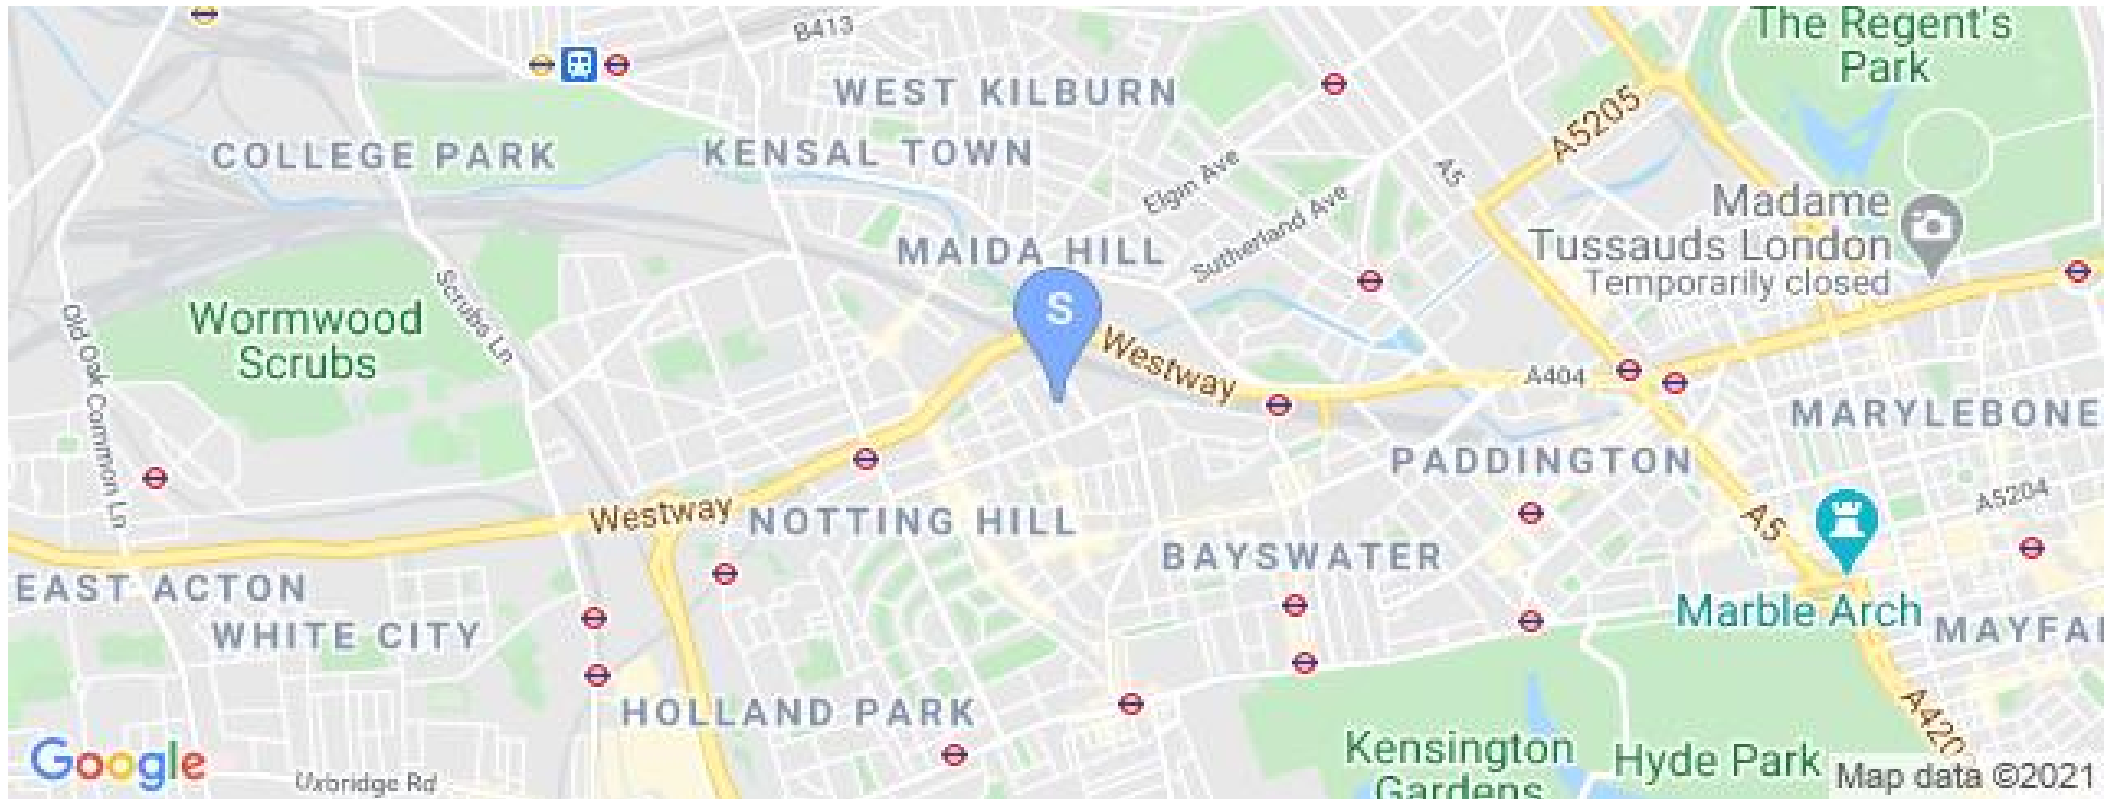 B413
The Regent's
Park
WEST KILBURN
A5205
COLLEGE PARK
KENSAL TOWN
Elgin Ave
A5
Sutherland Ave
Madame
Tussauds London
Temporarily closed
MAIDA HILL
S
Scrubs Ln
Old Oak Common Ln
Wormwood
Scrubs
Westway
A404
MARYLEBONE
PADDINGTON
A5204
Westway
NOTTING HILL
A5
BAYSWATER
EAST ACTON
WHITE CITY
Marble Arch
MAYFAI
HOLLAND PARK
A420
Kensington
Gardens
Hyde Park
Google
Uxbridge Rd
Map data ©2021